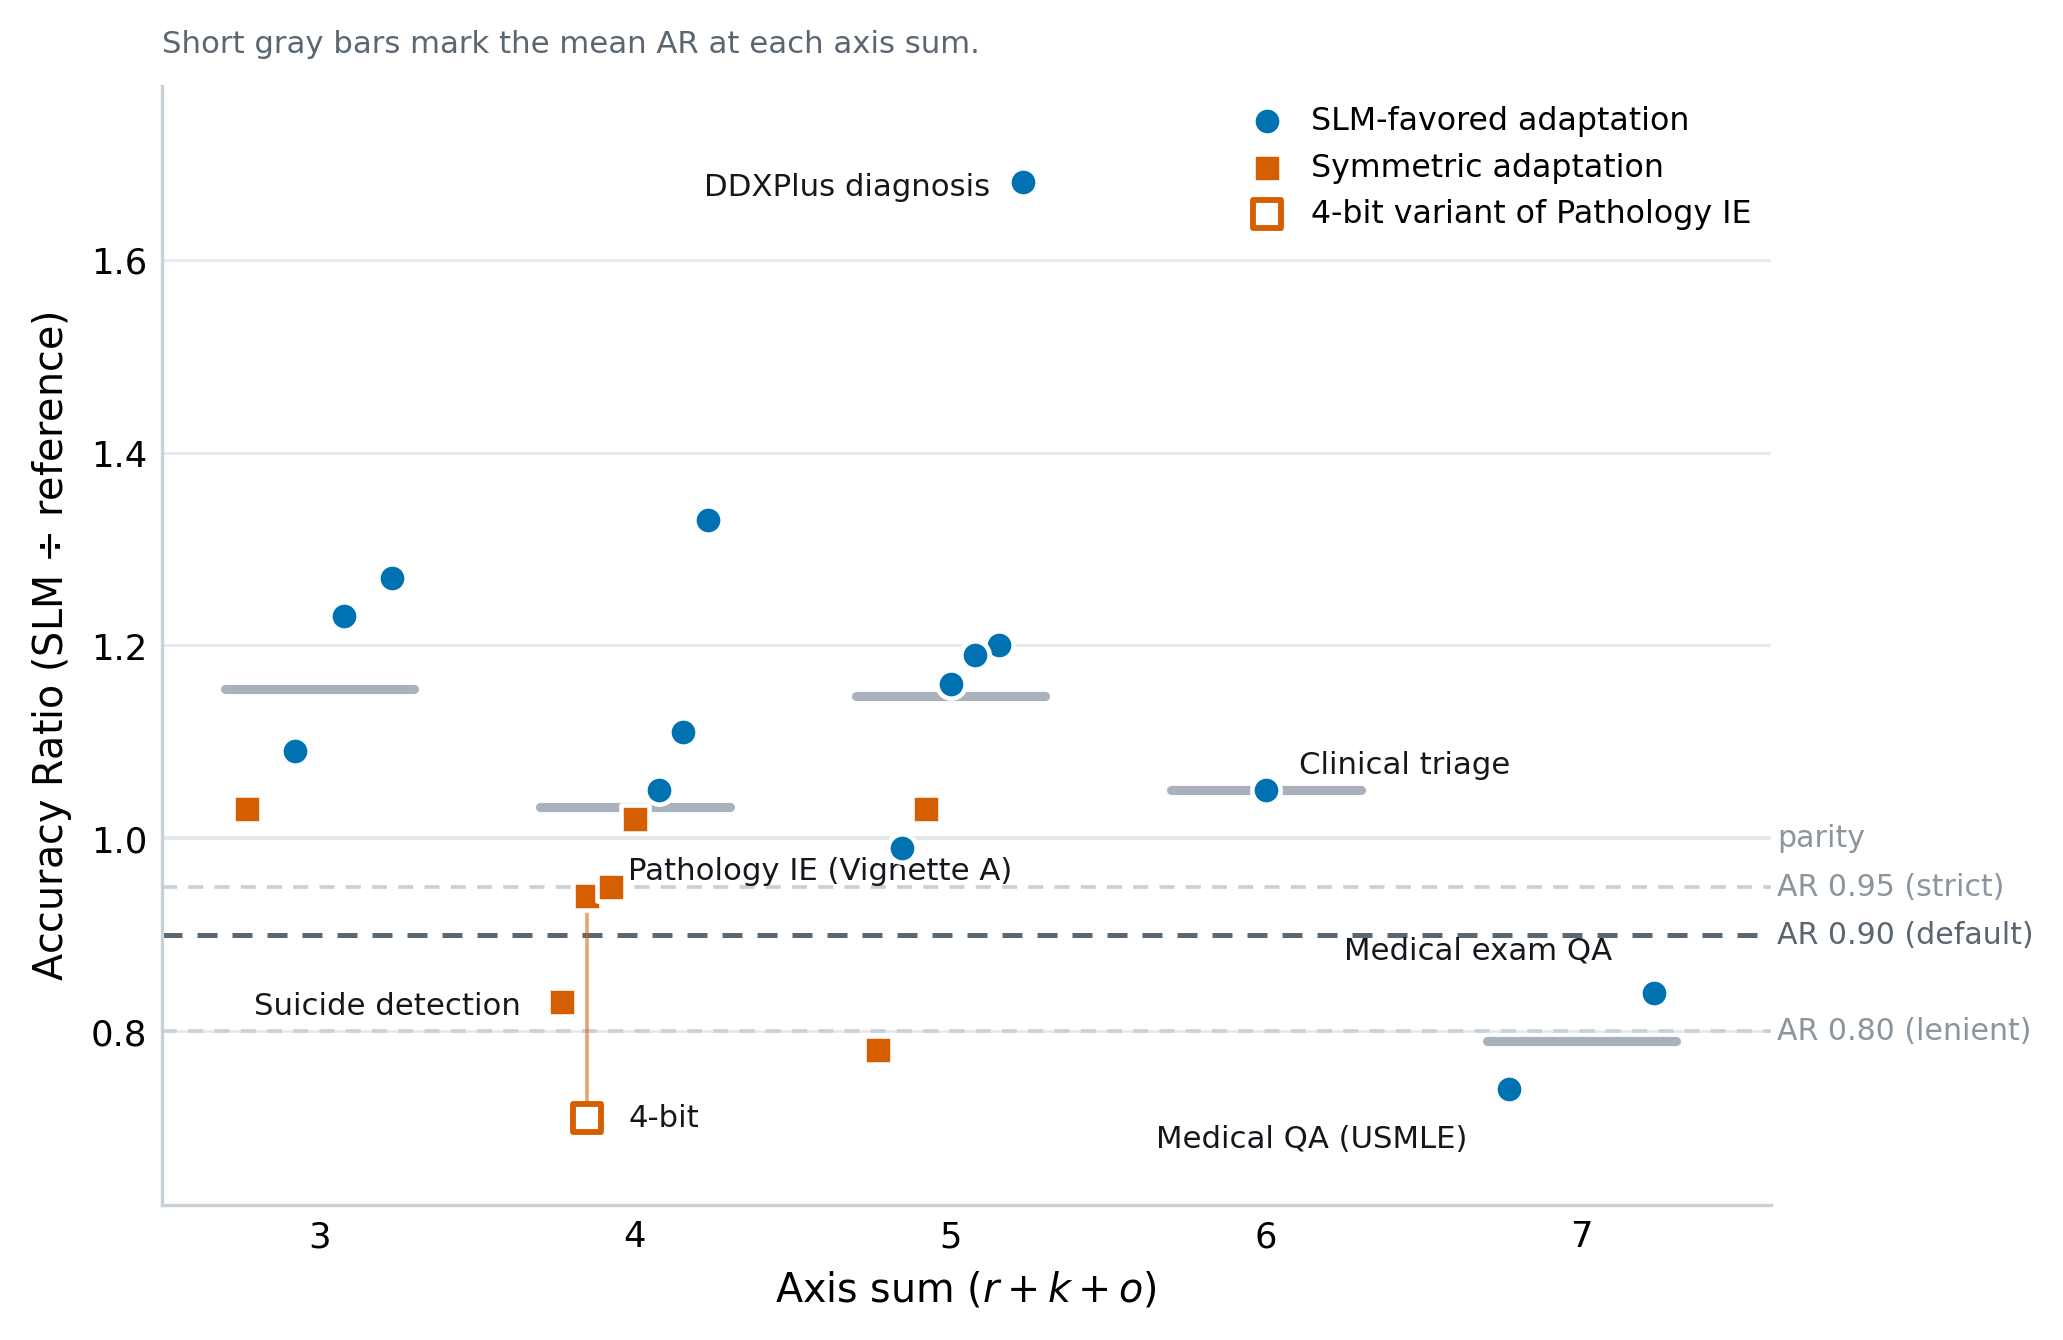 Short gray bars mark the mean AR at each axis sum.
SLM-favored adaptation
Symmetric adaptation
4-bit variant of Pathology IE
DDXPlus diagnosis
Accuracy Ratio (SLM ÷ reference)
1.6
1.4
1.2
1.0
0.8
Clinical triage
parity
Pathology IE (Vignette A)
AR 0.95 (strict)
AR 0.90 (default)
Medical exam QA
Suicide detection
AR 0.80 (lenient)
4-bit
Medical QA (USMLE)
3 4 5 6 7
Axis sum (r + k + o)